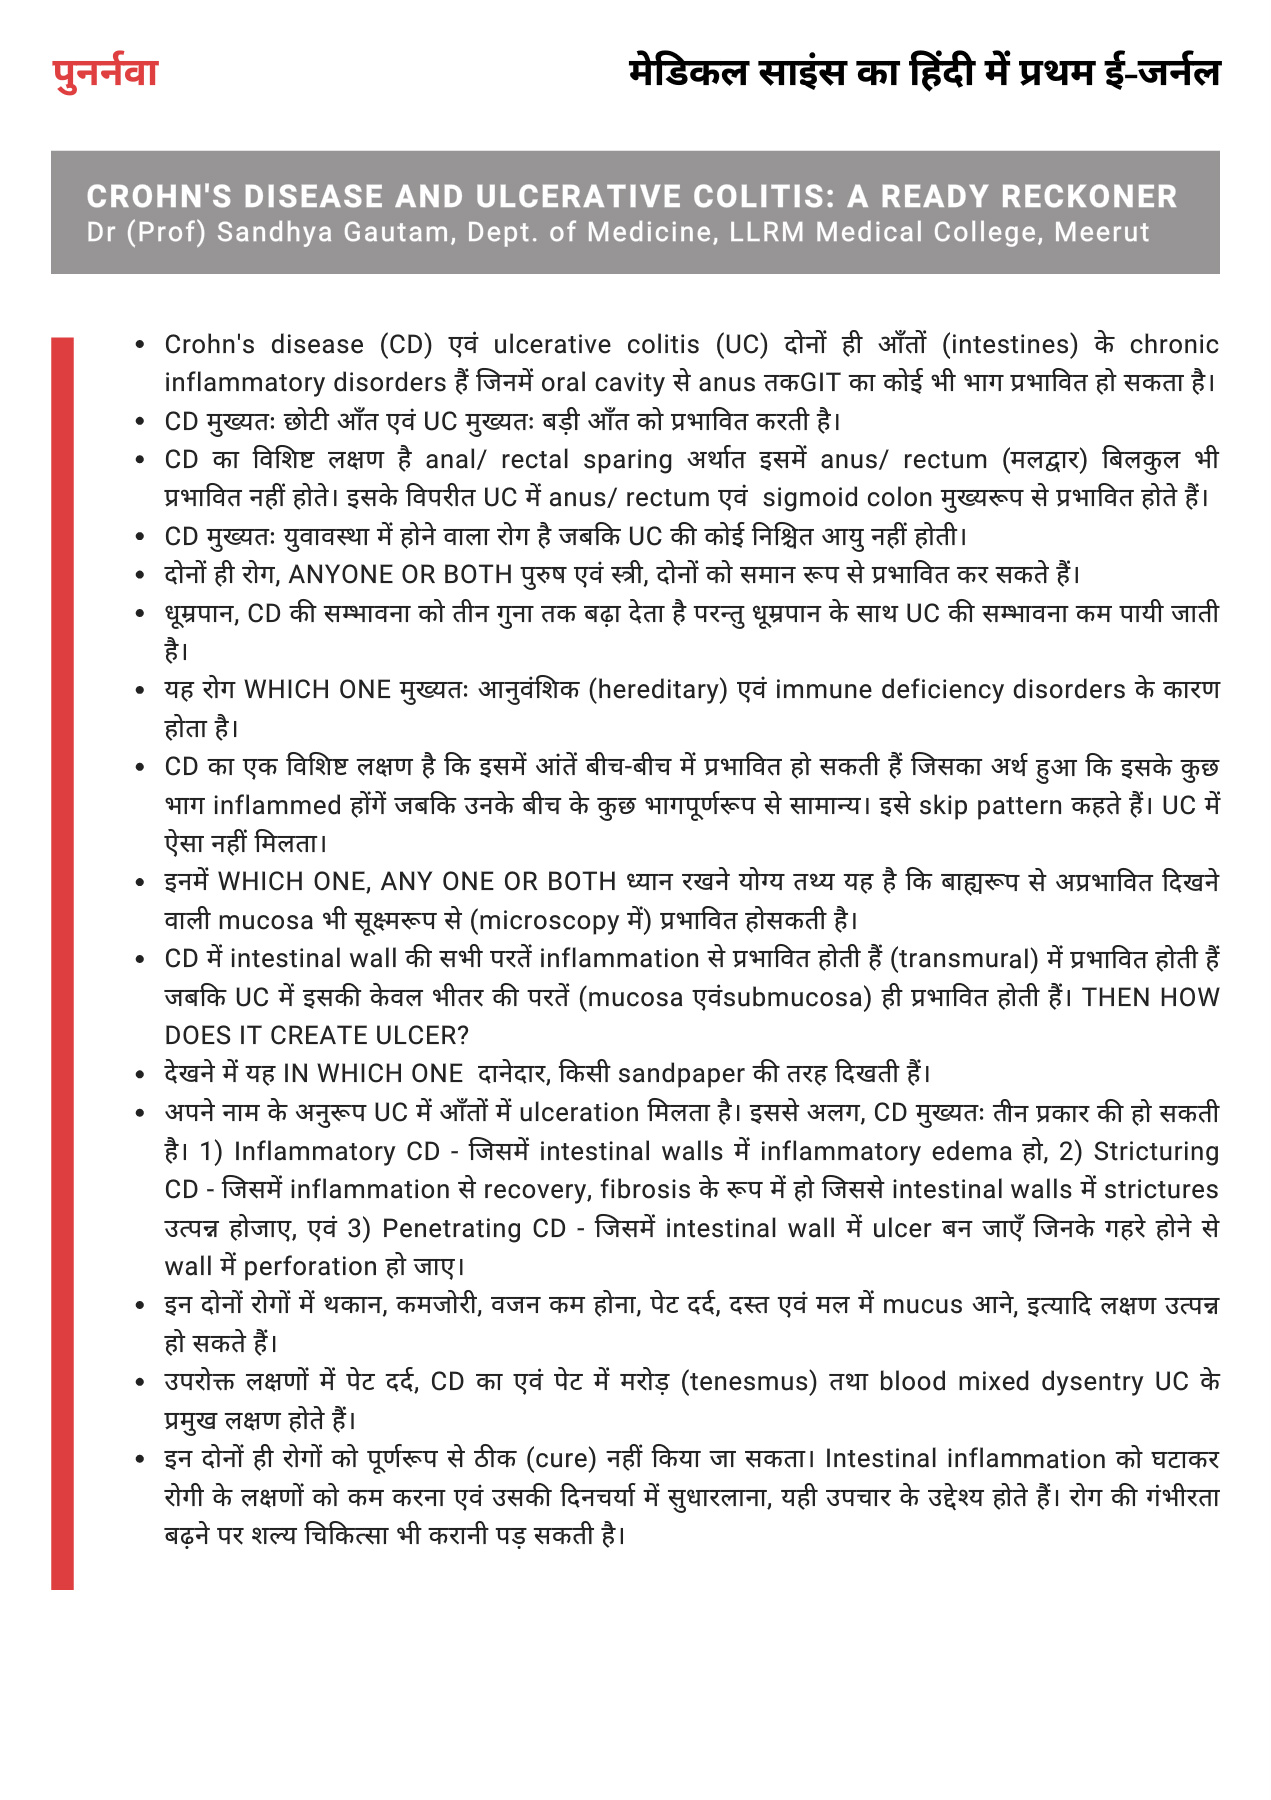 पुनर्नवा
मेडिकल साइंस का हिंदी में प्रथम ई-जर्नल
CROHN'S DISEASE AND ULCERATIVE COLITIS: A READY RECKONER
Dr (Prof) Sandhya Gautam, Dept. of Medicine, LLRM Medical College, Meerut
• Crohn's disease (CD) एवं ulcerative colitis (UC) दोनों ही आँतों (intestines) के chronic
inflammatory disorders हैं जिनमें oral cavity से anus तकGIT का कोई भी भाग प्रभावित हो सकता है।
• CD मुख्यतः छोटी आँत एवं UC मुख्यतः बड़ी आँत को प्रभावित करती है।
• CD का विशिष्ट लक्षण है anal/ rectal sparing अर्थात इसमें anus/ rectum (मलद्वार) बिलकुल भी
प्रभावित नहीं होते। इसके विपरीत UC में anus/ rectum एवं sigmoid colon मुख्यरूप से प्रभावित होते हैं।
• CD मुख्यतः युवावस्था में होने वाला रोग है जबकि UC की कोई निश्चित आयु नहीं होती।
• दोनों ही रोग, ANYONE OR BOTH पुरुष एवं स्त्री, दोनों को समान रूप से प्रभावित कर सकते हैं।
• धूम्रपान, CD की सम्भावना को तीन गुना तक बढ़ा देता है परन्तु धूम्रपान के साथ UC की सम्भावना कम पायी जाती
है।
• यह रोग WHICH ONE मुख्यतः आनुवंशिक (hereditary) एवं immune deficiency disorders के कारण
होता है।
• CD का एक विशिष्ट लक्षण है कि इसमें आंतें बीच-बीच में प्रभावित हो सकती हैं जिसका अर्थ हुआ कि इसके कुछ
भाग inflammed होंगें जबकि उनके बीच के कुछ भागपूर्णरूप से सामान्य। इसे skip pattern कहते हैं। UC में
ऐसा नहीं मिलता।
• इनमें WHICH ONE, ANY ONE OR BOTH ध्यान रखने योग्य तथ्य यह है कि बाह्यरूप से अप्रभावित दिखने
वाली mucosa भी सूक्ष्मरूप से (microscopy में) प्रभावित होसकती है।
• CD में intestinal wall की सभी परतें inflammation से प्रभावित होती हैं (transmural) में प्रभावित होती हैं
जबकि UC में इसकी केवल भीतर की परतें (mucosa एवंsubmucosa) ही प्रभावित होती हैं। THEN HOW
DOES IT CREATE ULCER?
• देखने में यह IN WHICH ONE दानेदार, किसी sandpaper की तरह दिखती हैं।
• अपने नाम के अनुरूप UC में आँतों में ulceration मिलता है। इससे अलग, CD मुख्यतः तीन प्रकार की हो सकती
है। 1) Inflammatory CD - जिसमें intestinal walls में inflammatory edema हो, 2) Stricturing
CD - जिसमें inflammation से recovery, fibrosis के रूप में हो जिससे intestinal walls में strictures
उत्पन्न होजाए, एवं 3) Penetrating CD - जिसमें intestinal wall में ulcer बन जाएँ जिनके गहरे होने से
wall में perforation हो जाए।
• इन दोनों रोगों में थकान, कमजोरी, वजन कम होना, पेट दर्द, दस्त एवं मल में mucus आने, इत्यादि लक्षण उत्पन्न
हो सकते हैं।
• उपरोक्त लक्षणों में पेट दर्द, CD का एवं पेट में मरोड़ (tenesmus) तथा blood mixed dysentry UC के
प्रमुख लक्षण होते हैं।
• इन दोनों ही रोगों को पूर्णरूप से ठीक (cure) नहीं किया जा सकता। Intestinal inflammation को घटाकर
रोगी के लक्षणों को कम करना एवं उसकी दिनचर्या में सुधारलाना, यही उपचार के उद्देश्य होते हैं। रोग की गंभीरता
बढ़ने पर शल्य चिकित्सा भी करानी पड़ सकती है।